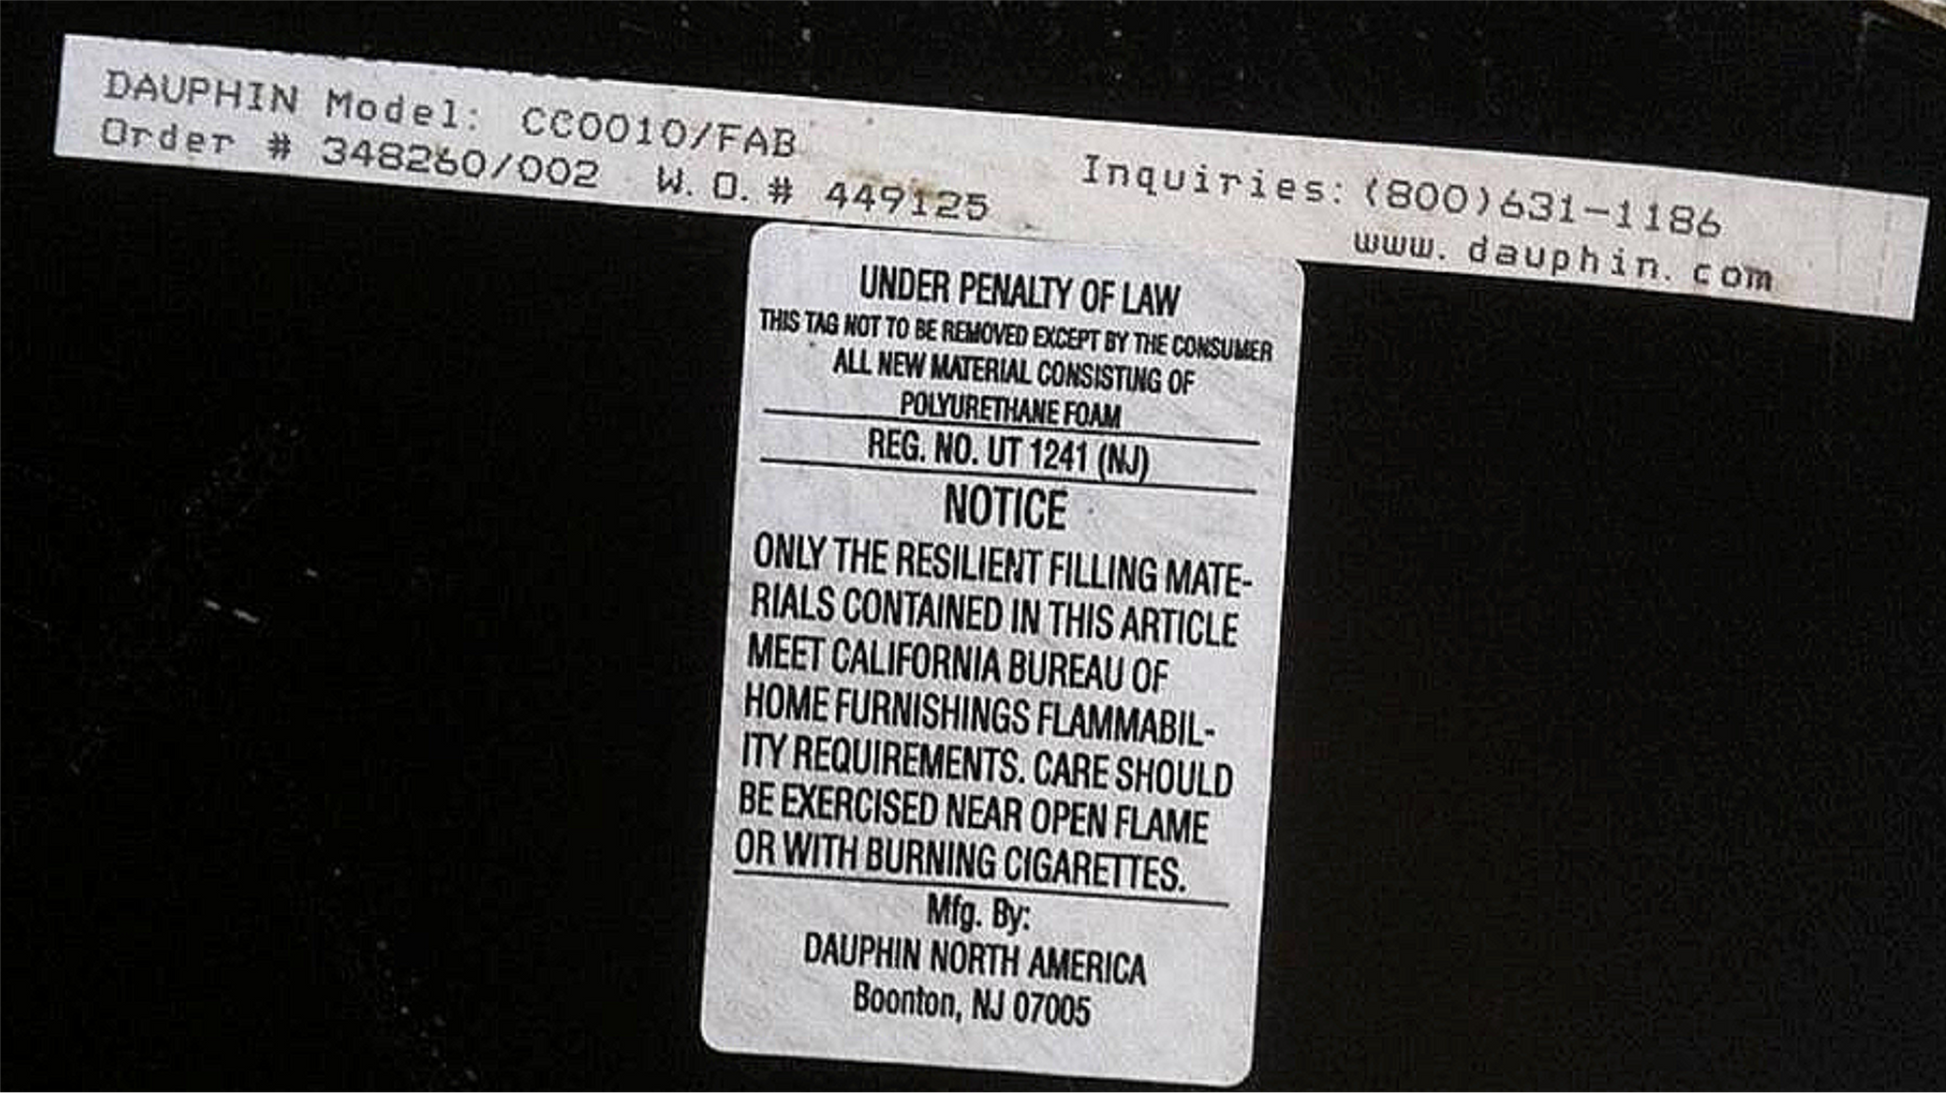 DAUPHIN Model: CC0010/FAB
Order # 348260/002 W.O.# 449125
Inquiries:(800)631-1186
www.dauphin.com
UNDER PENALTY OF LAW
THIS TAG NOT TO BE REMOVED EXCEPT BY THE CONSUMER
ALL NEW MATERIAL CONSISTING OF
POLYURETHANE FOAM
REG. NO. UT 1241 (NJ)
NOTICE
ONLY THE RESILIENT FILLING MATE-
RIALS CONTAINED IN THIS ARTICLE
MEET CALIFORNIA BUREAU OF
HOME FURNISHINGS FLAMMABIL-
ITY REQUIREMENTS. CARE SHOULD
BE EXERCISED NEAR OPEN FLAME
OR WITH BURNING CIGARETTES.
Mfg. By:
DAUPHIN NORTH AMERICA
Boonton, NJ 07005